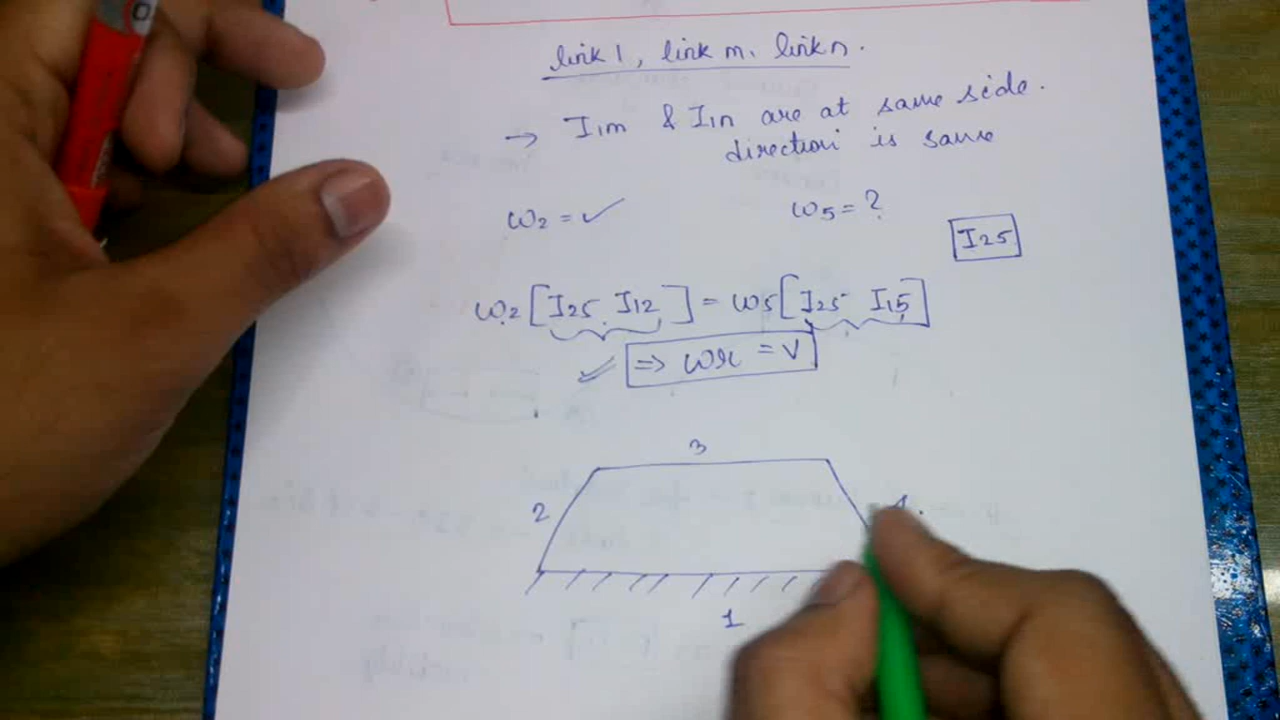 link 1, link m, link n.
→ I1m & I1n are at same side.
direction is same
ω2 = ✓ ω5 = ?
I25
ω2 [I25 I12] = ω5 [I25 I15]
⇒ ωr = V
3
2
4.
1